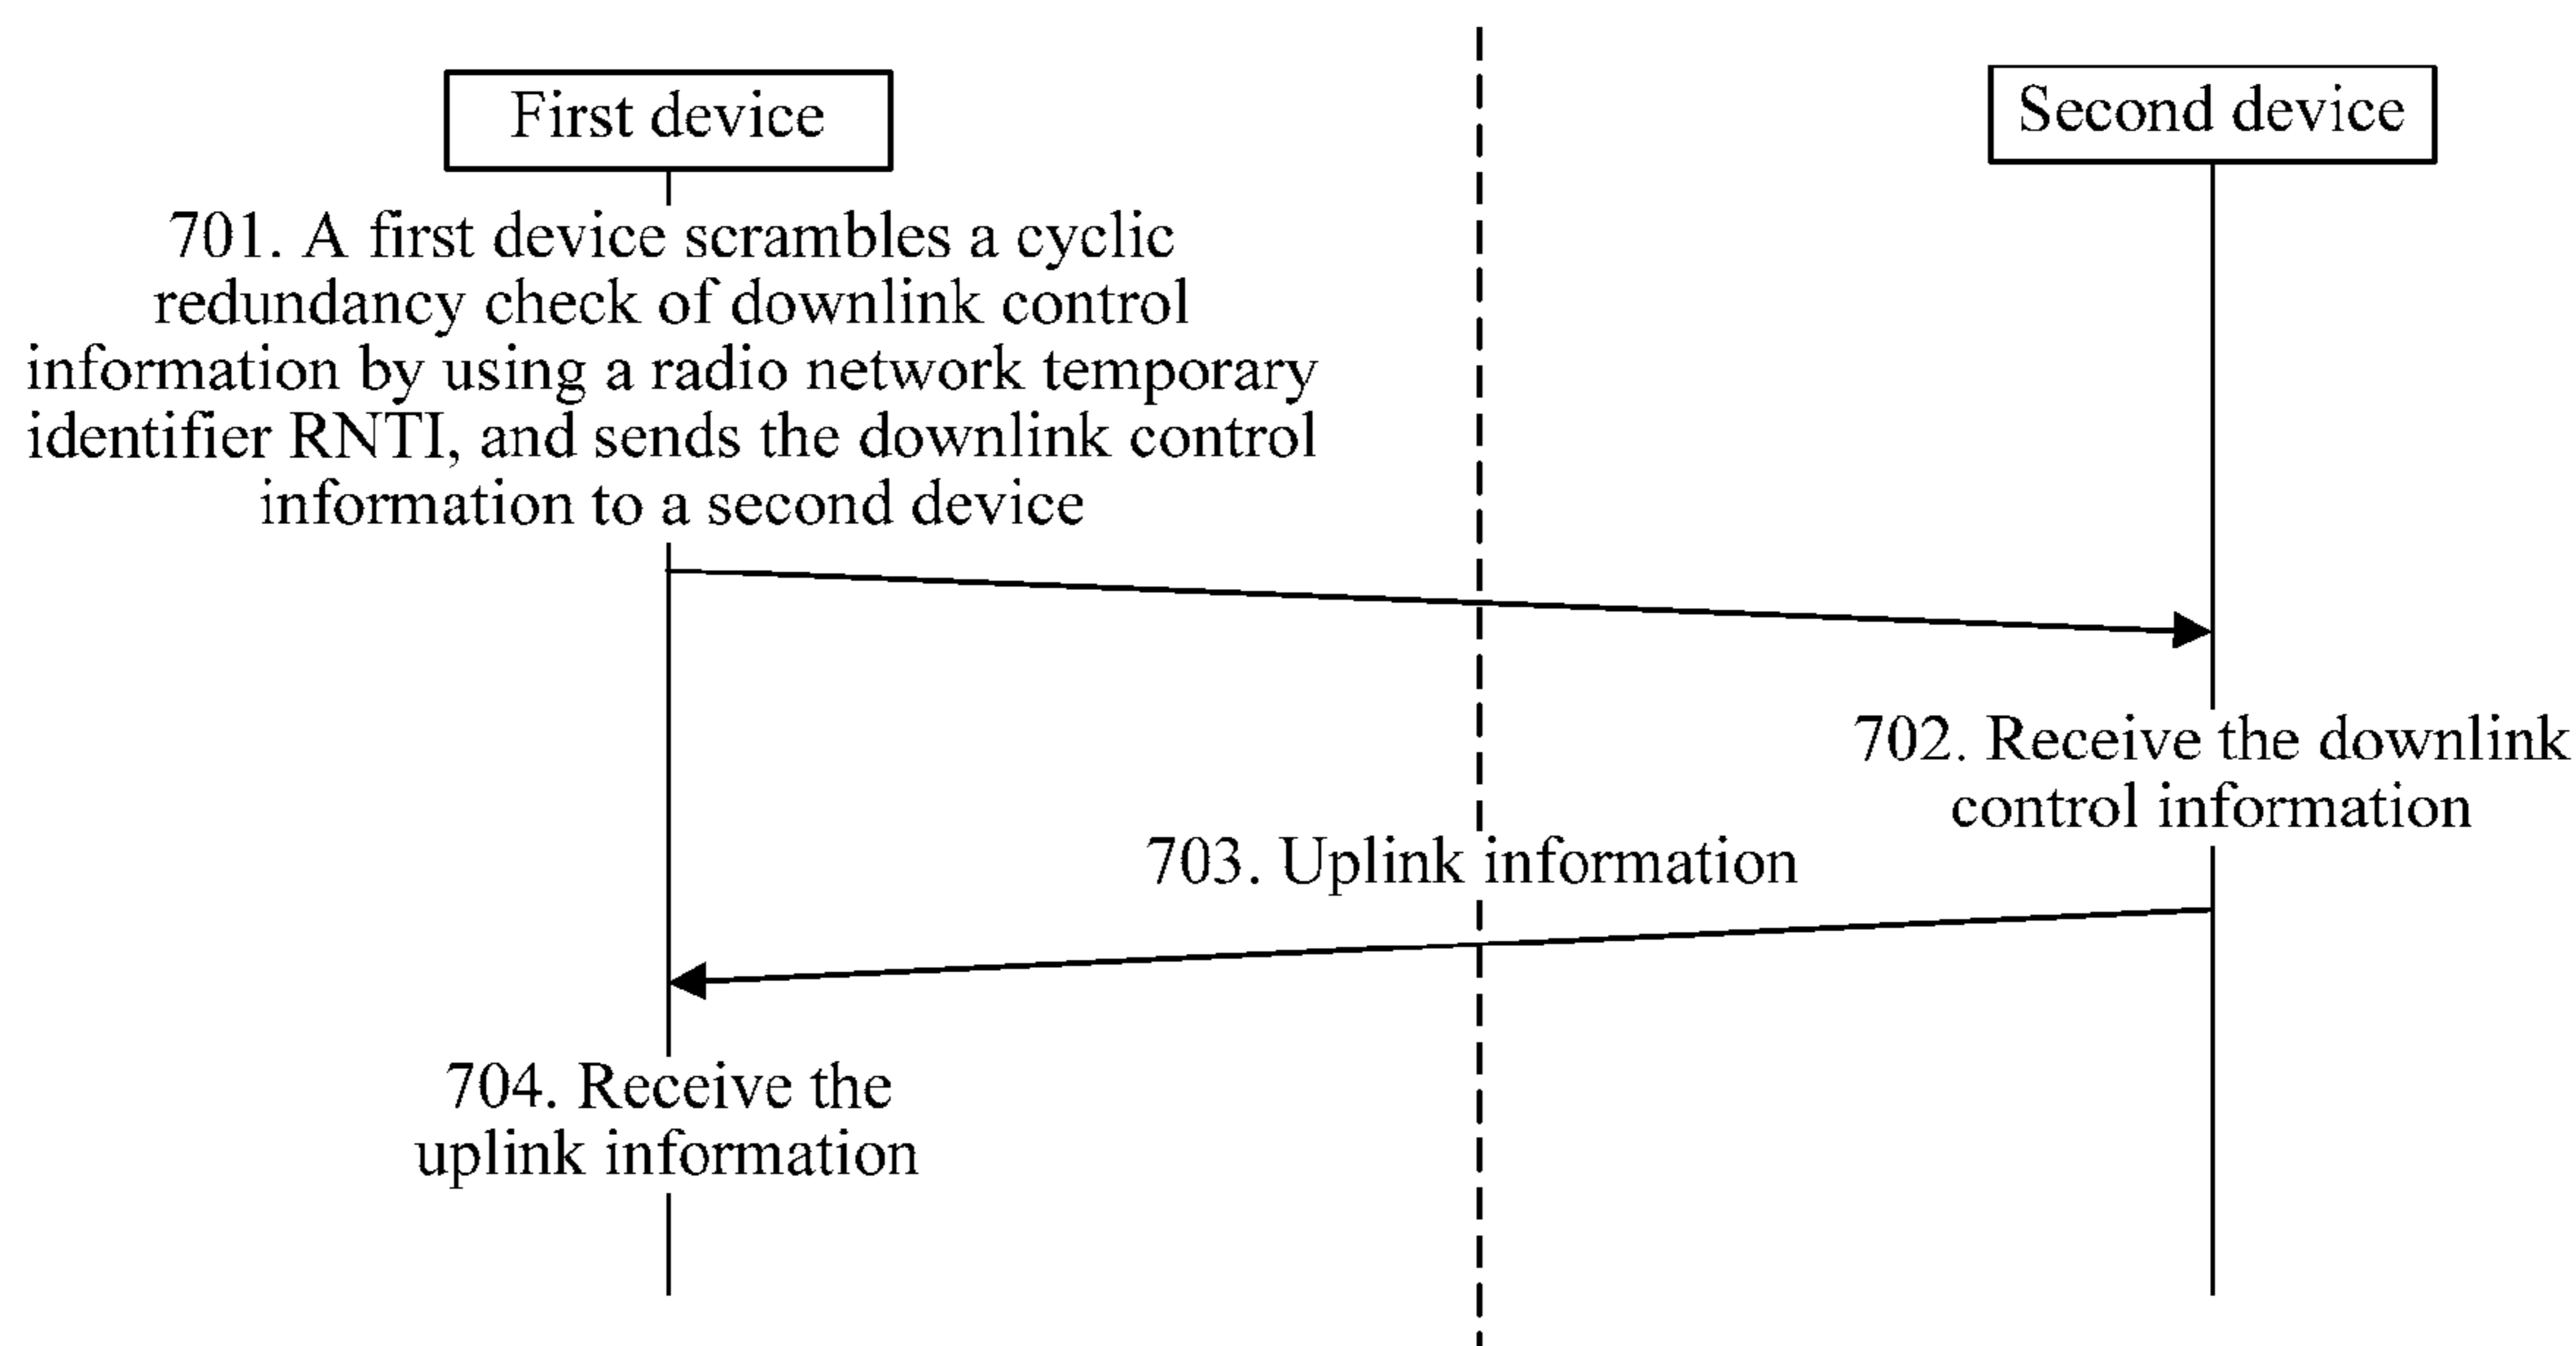 First device
Second device
701. A first device scrambles a cyclic
redundancy check of downlink control
information by using a radio network temporary
identifier RNTI, and sends the downlink control
information to a second device
702. Receive the downlink
control information
703. Uplink information
704. Receive the
uplink information